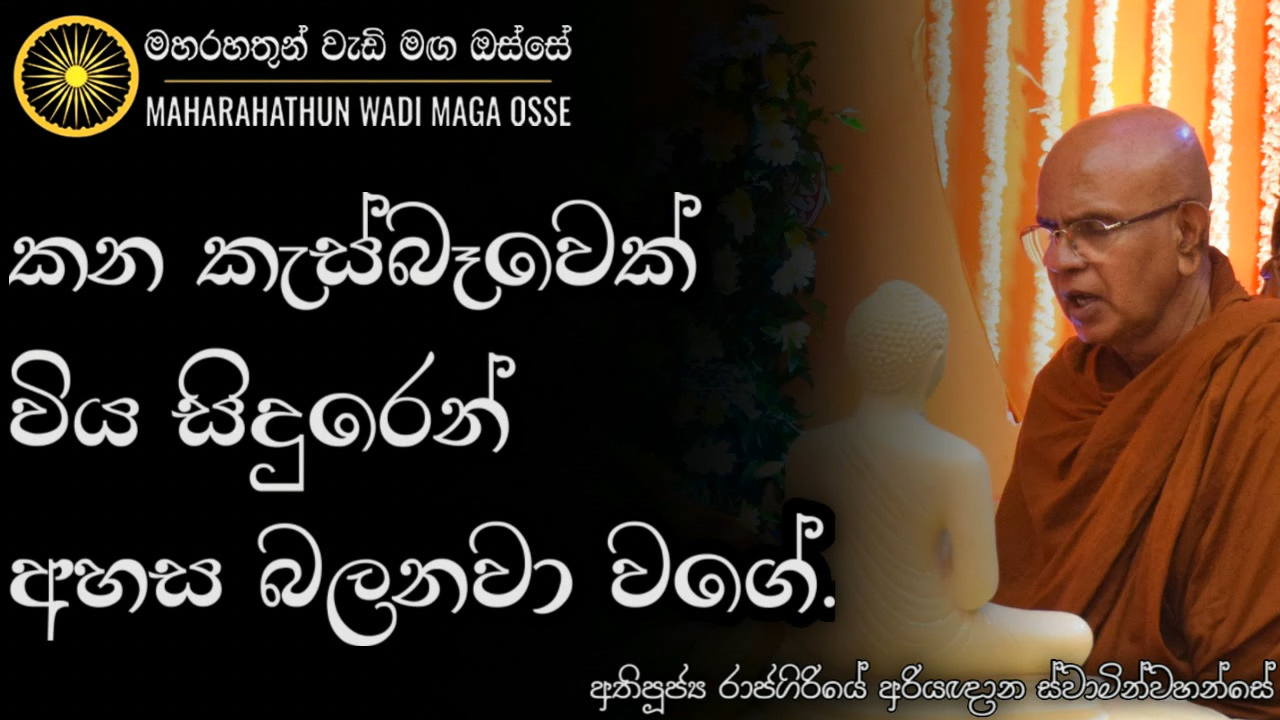 මහරහතුන් වැඩි මඟ ඔස්සේ
MAHARAHATHUN WADI MAGA OSSE
කන කැස්බෑවෙක්
විය සිදුරෙන්
අහස බලනවා වගේ.
අතිපූජ්‍ය රාජගිරියේ අරියඥාන ස්වාමින්වහන්සේ